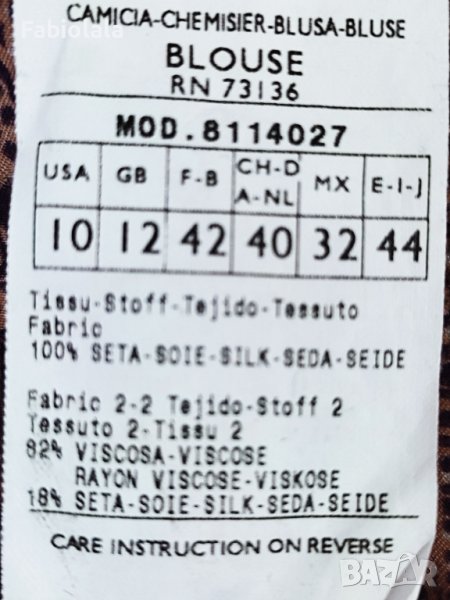 Fabiolala
CAMICIA-CHEMISIER-BLUSA-BLUSE
BLOUSE
RN 73136
MOD.8114027
USA GB F-B CH-D A-NL MX E-I-J
10 12 42 40 32 44
Tissu-Stoff-Tejido-Tessuto
Fabric
100% SETA-SOIE-SILK-SEDA-SEIDE
Fabric 2-2 Tejido-Stoff 2
Tessuto 2-Tissu 2
82% VISCOSA-VISCOSE
RAYON VISCOSE-VISKOSE
18% SETA-SOIE-SILK-SEDA-SEIDE
CARE INSTRUCTION ON REVERSE
BAZAR